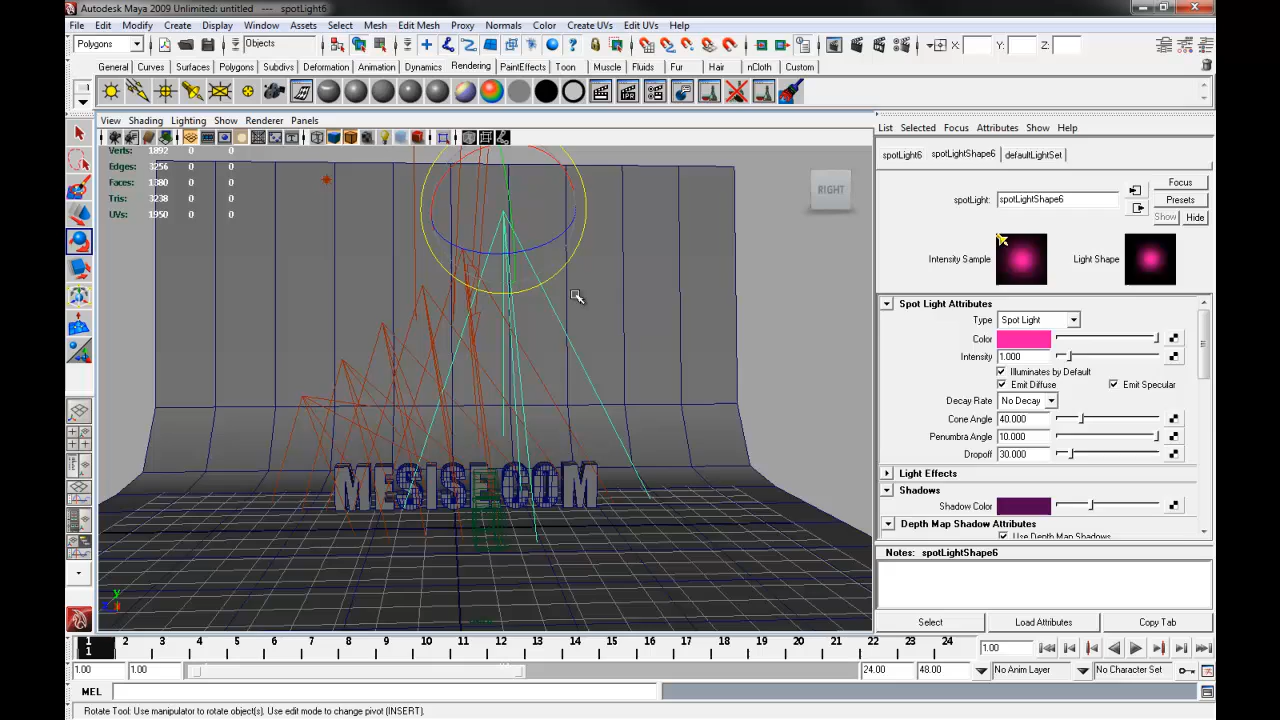 Autodesk Maya 2009 Unlimited: untitled --- spotLight6
File Edit Modify Create Display Window Assets Select Mesh Edit Mesh Proxy Normals Color Create UVs Edit UVs Help
Polygons Objects X: Y: Z:
General Curves Surfaces Polygons Subdivs Deformation Animation Dynamics Rendering PaintEffects Toon Muscle Fluids Fur Hair nCloth Custom
IPR
View Shading Lighting Show Renderer Panels
List Selected Focus Attributes Show Help
Verts: 1892 0 0
Edges: 3256 0 0
Faces: 1380 0 0
Tris: 3238 0 0
UVs: 1950 0 0
RIGHT
MESISE.COM
spotLight6 spotLightShape6 defaultLightSet
Focus
spotLight: spotLightShape6 Presets
Show Hide
Intensity Sample Light Shape
Spot Light Attributes
Type Spot Light
Color
Intensity 1.000
Illuminates by Default
Emit Diffuse Emit Specular
Decay Rate No Decay
Cone Angle 40.000
Penumbra Angle 10.000
Dropoff 30.000
Light Effects
Shadows
Shadow Color
Depth Map Shadow Attributes
Use Depth Map Shadows
Notes: spotLightShape6
Select Load Attributes Copy Tab
1 2 3 4 5 6 7 8 9 10 11 12 13 14 15 16 17 18 19 20 21 22 23 24 1.00
1
1.00 1.00 24.00 48.00 No Anim Layer No Character Set
MEL
Rotate Tool: Use manipulator to rotate object(s). Use edit mode to change pivot (INSERT).